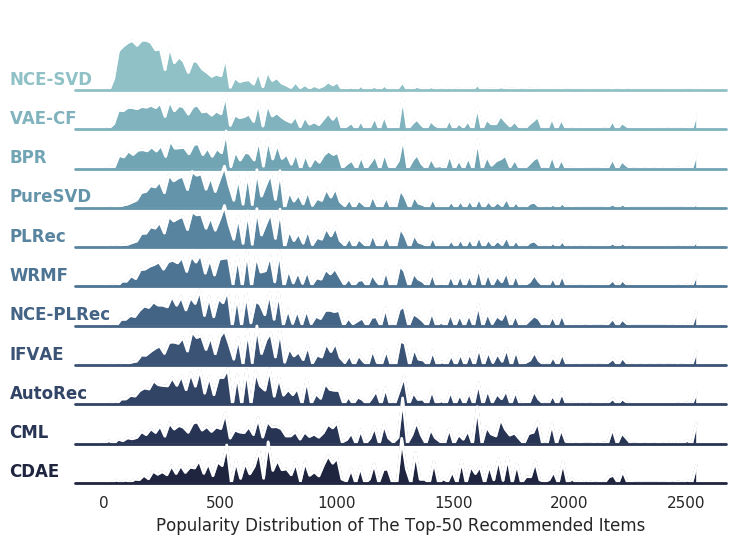 NCE-SVD
VAE-CF
BPR
PureSVD
PLRec
WRMF
NCE-PLRec
IFVAE
AutoRec
CML
CDAE
0 500 1000 1500 2000 2500
Popularity Distribution of The Top-50 Recommended Items